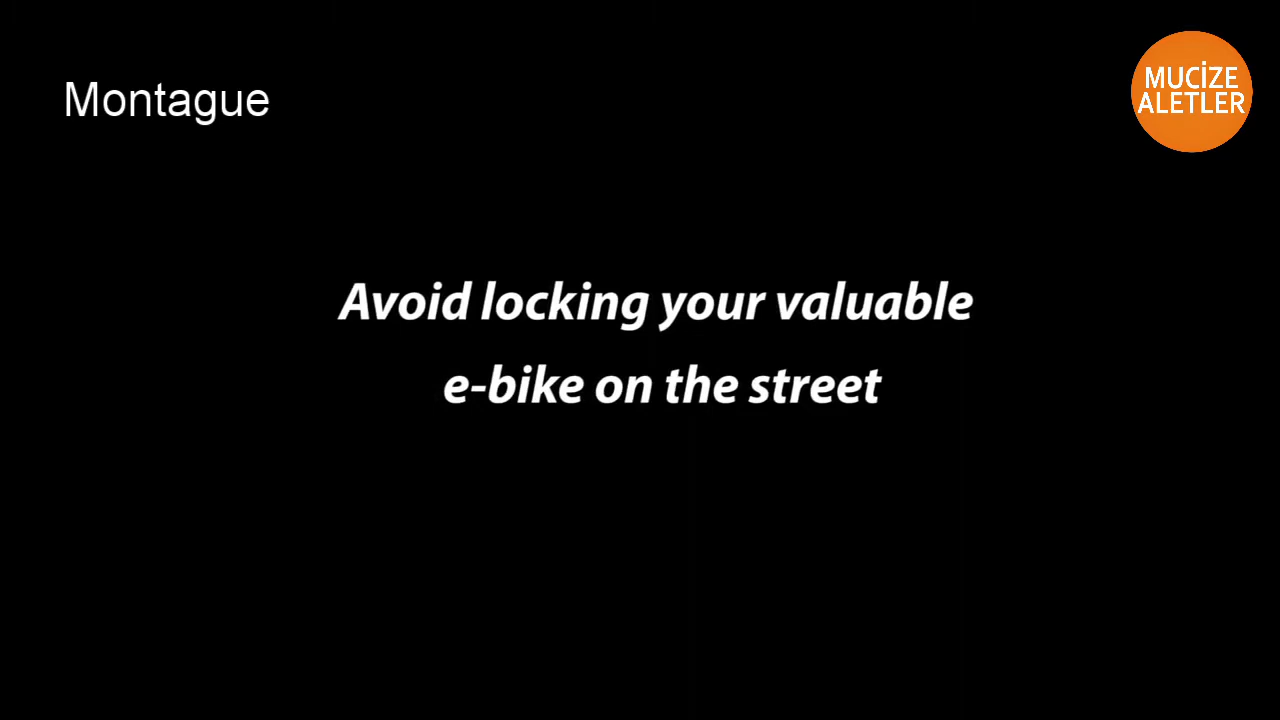 Montague
MUCİZE
ALETLER
Avoid locking your valuable
e-bike on the street